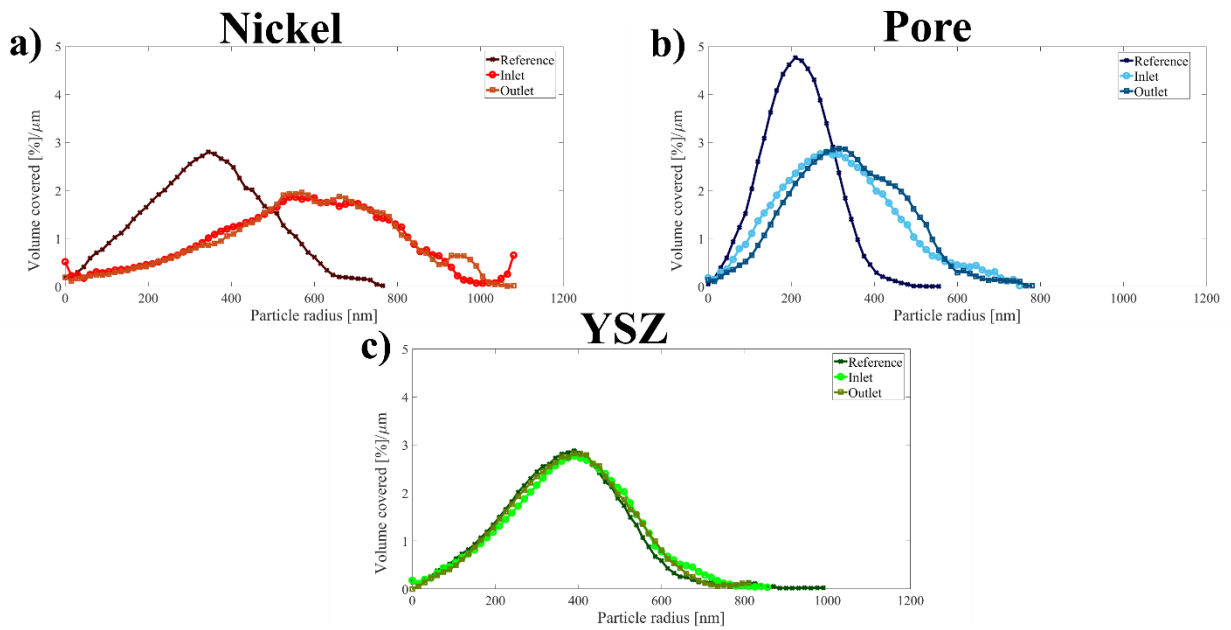 Nickel
a)
5
4
3
2
1
0
Volume covered [%]/μm
0 200 400 600 800 1000 1200
Particle radius [nm]
Reference
Inlet
Outlet
Pore
b)
5
4
3
2
1
0
Volume covered [%]/μm
0 200 400 600 800 1000 1200
Particle radius [nm]
Reference
Inlet
Outlet
YSZ
c)
5
4
3
2
1
0
Volume covered [%]/μm
0 200 400 600 800 1000 1200
Particle radius [nm]
Reference
Inlet
Outlet